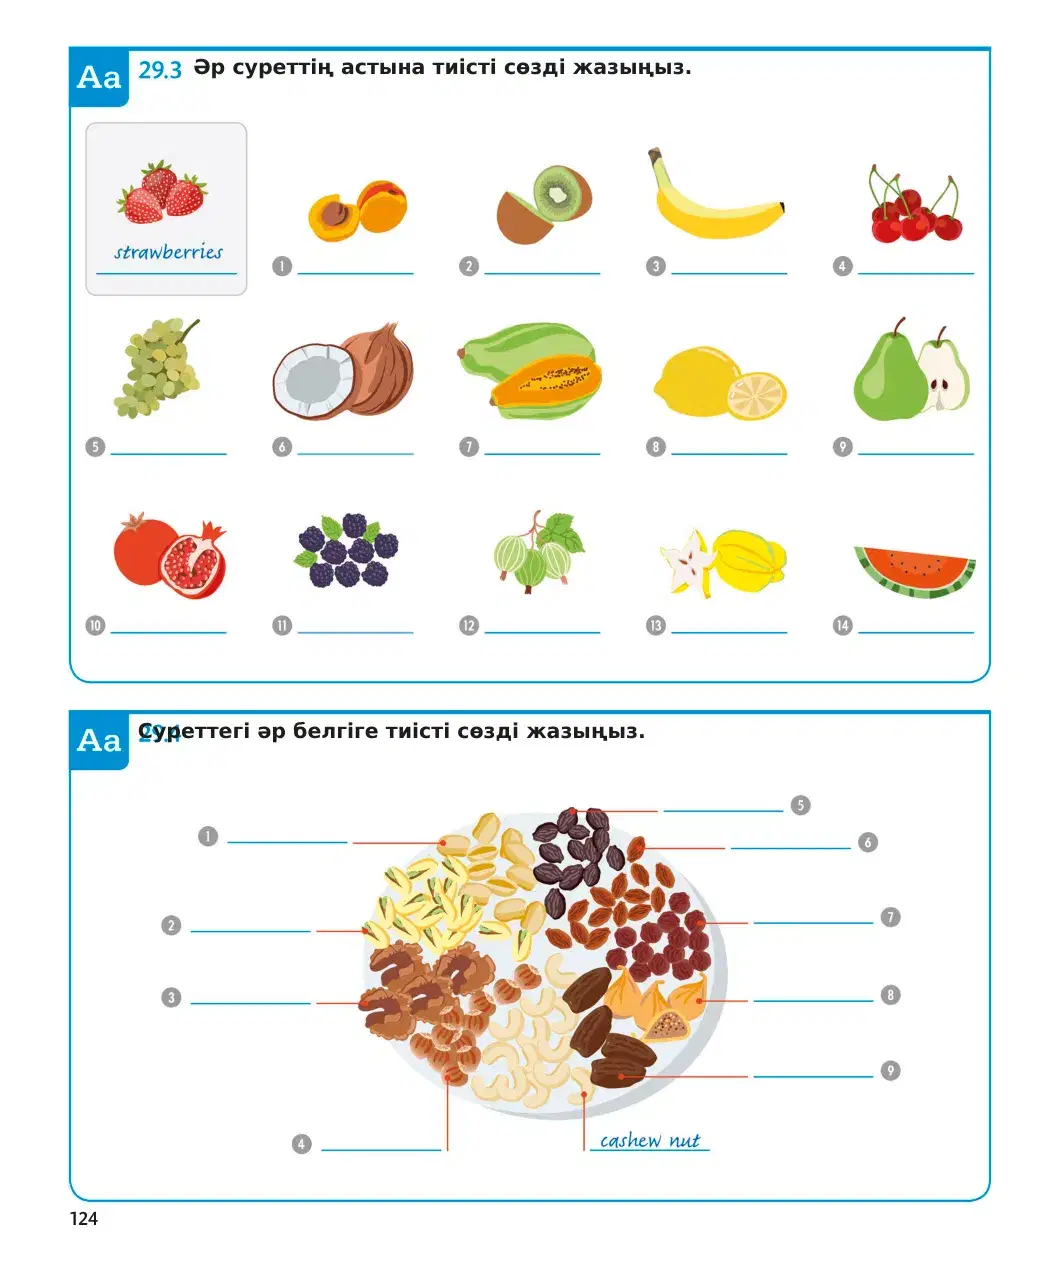 Aa 29.3 Әр суреттің астына тиісті сөзді жазыңыз.
strawberries
1 2 3 4
5 6 7 8 9
10 11 12 13 14
Aa 29.4 Суреттегі әр белгіге тиісті сөзді жазыңыз.
5
1
6
7
2
8
3
9
4
cashew nut
124